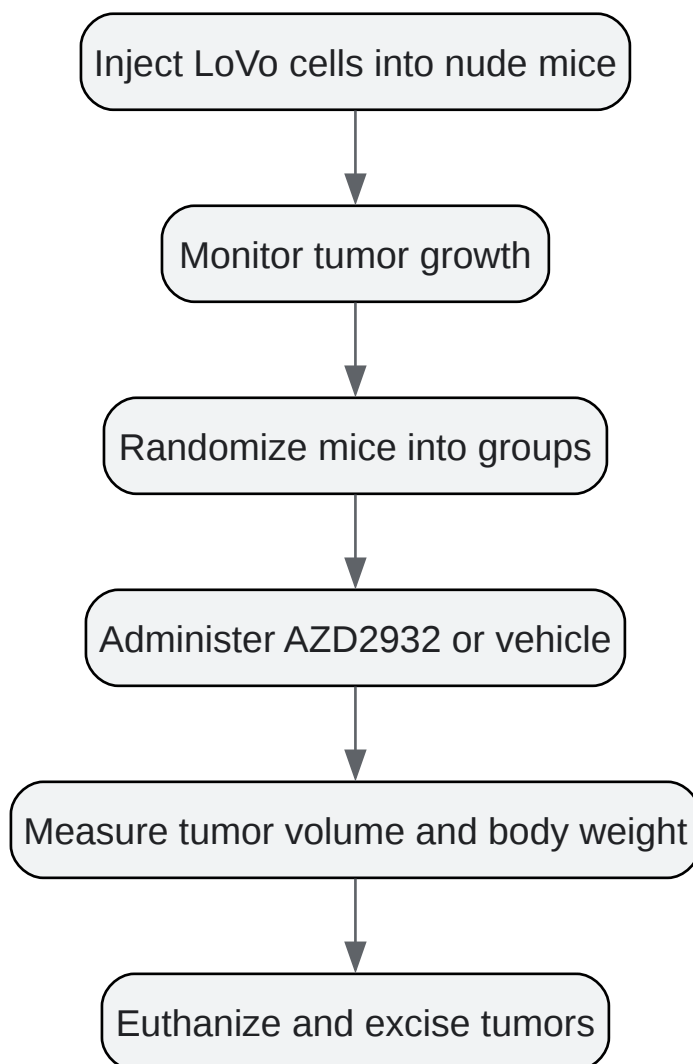 Inject LoVo cells into nude mice
Monitor tumor growth
Randomize mice into groups
Administer AZD2932 or vehicle
Measure tumor volume and body weight
Euthanize and excise tumors